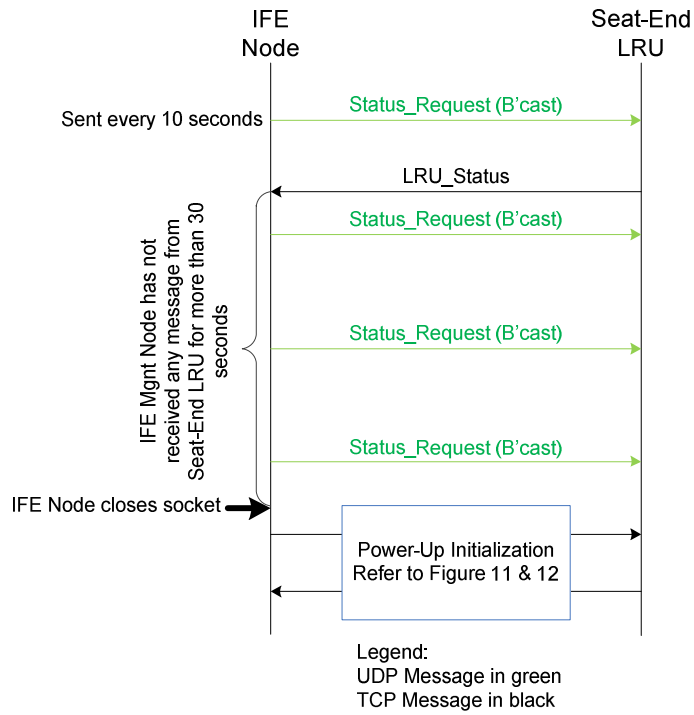 IFE
Node
Seat-End
LRU
Sent every 10 seconds
Status_Request (B'cast)
LRU_Status
Status_Request (B'cast)
IFE Mgnt Node has not
received any message from
Seat-End LRU for more than 30
seconds
Status_Request (B'cast)
Status_Request (B'cast)
IFE Node closes socket
Power-Up Initialization
Refer to Figure 11 & 12
Legend:
UDP Message in green
TCP Message in black